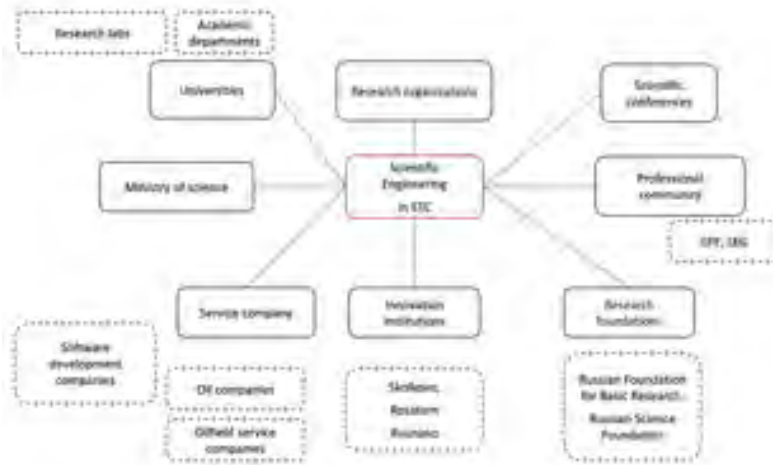 Research labs
Academic
departments
Universities
Research organizations
Scientific
conferences
Ministry of science
Scientific
Engineering
in STC
Professional
community
SPE,
Service company
Innovation
institutions
Research
foundations
Software
development
companies
Oil companies
Oilfield service
companies
Skolkovo,
Rosatom
Rusnano
Russian Foundation
for Basic Research,
Russian Science
Foundation